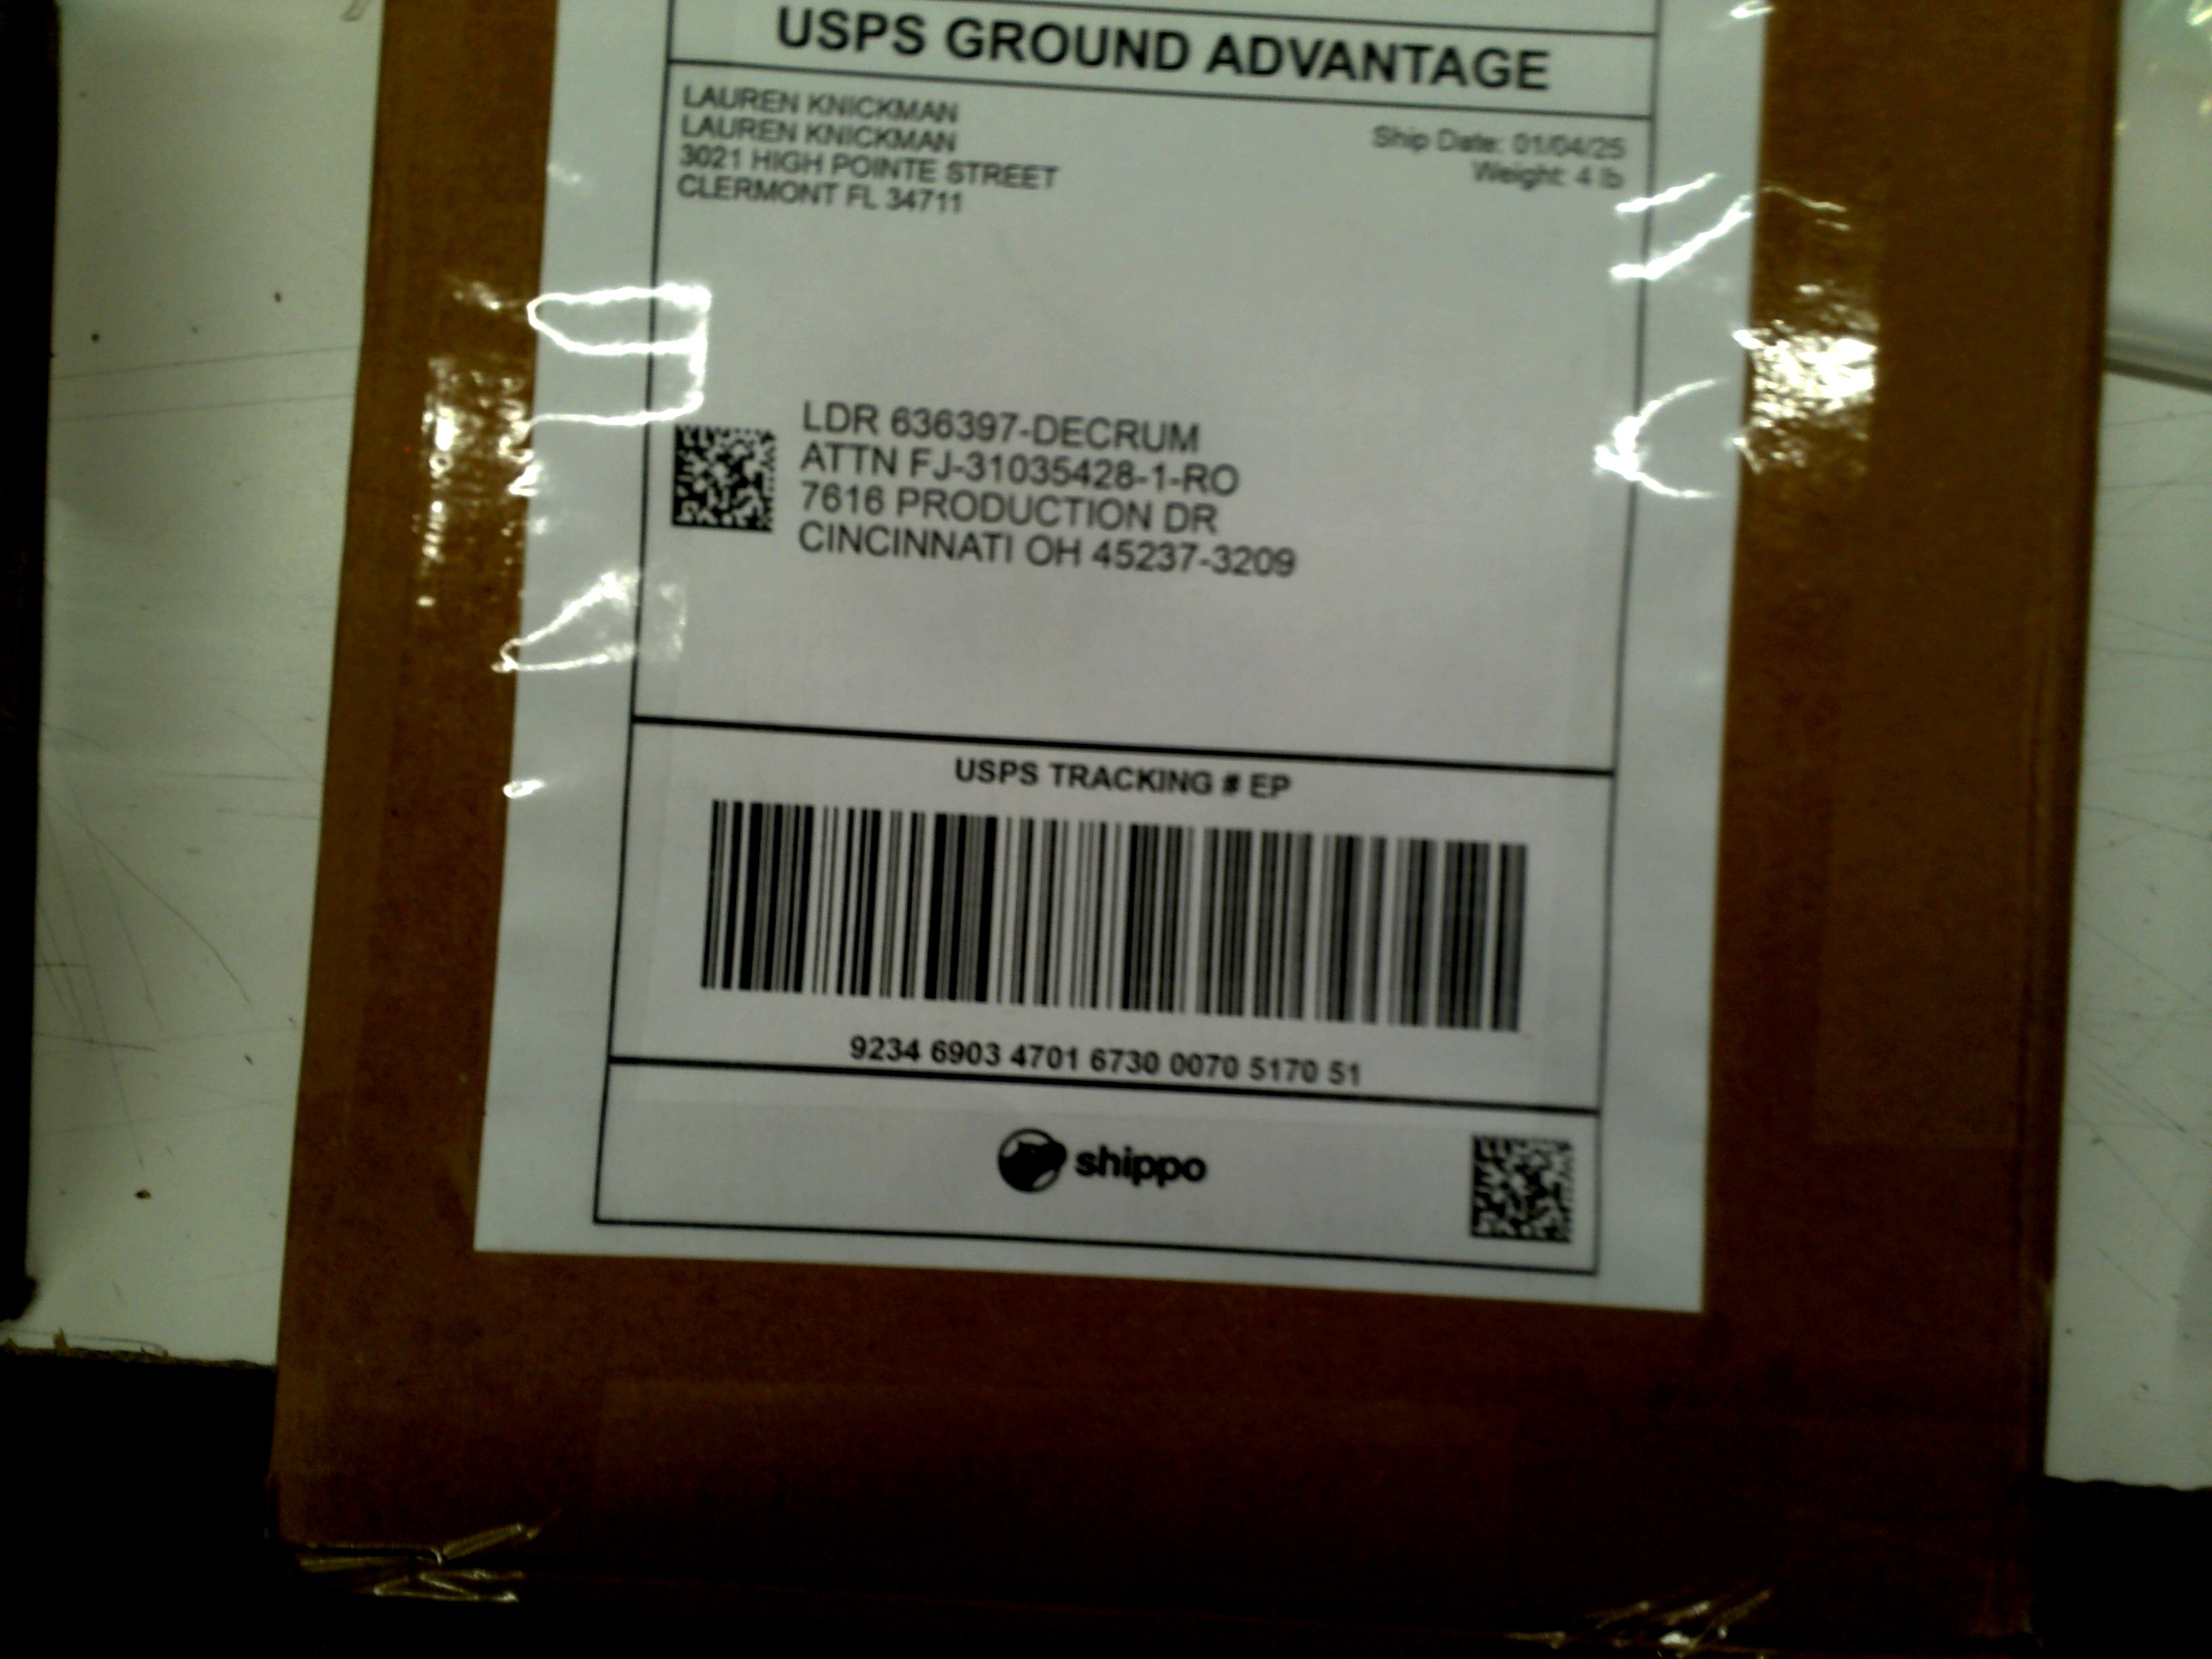 USPS GROUND ADVANTAGE
LAUREN KNICKMAN
LAUREN KNICKMAN
3021 HIGH POINTE STREET
CLERMONT FL 34711
Ship Date: 01/04/25
Weight: 4 lb
LDR 636397-DECRUM
ATTN FJ-31035428-1-RO
7616 PRODUCTION DR
CINCINNATI OH 45237-3209
USPS TRACKING # EP
9234 6903 4701 6730 0070 5170 51
shippo